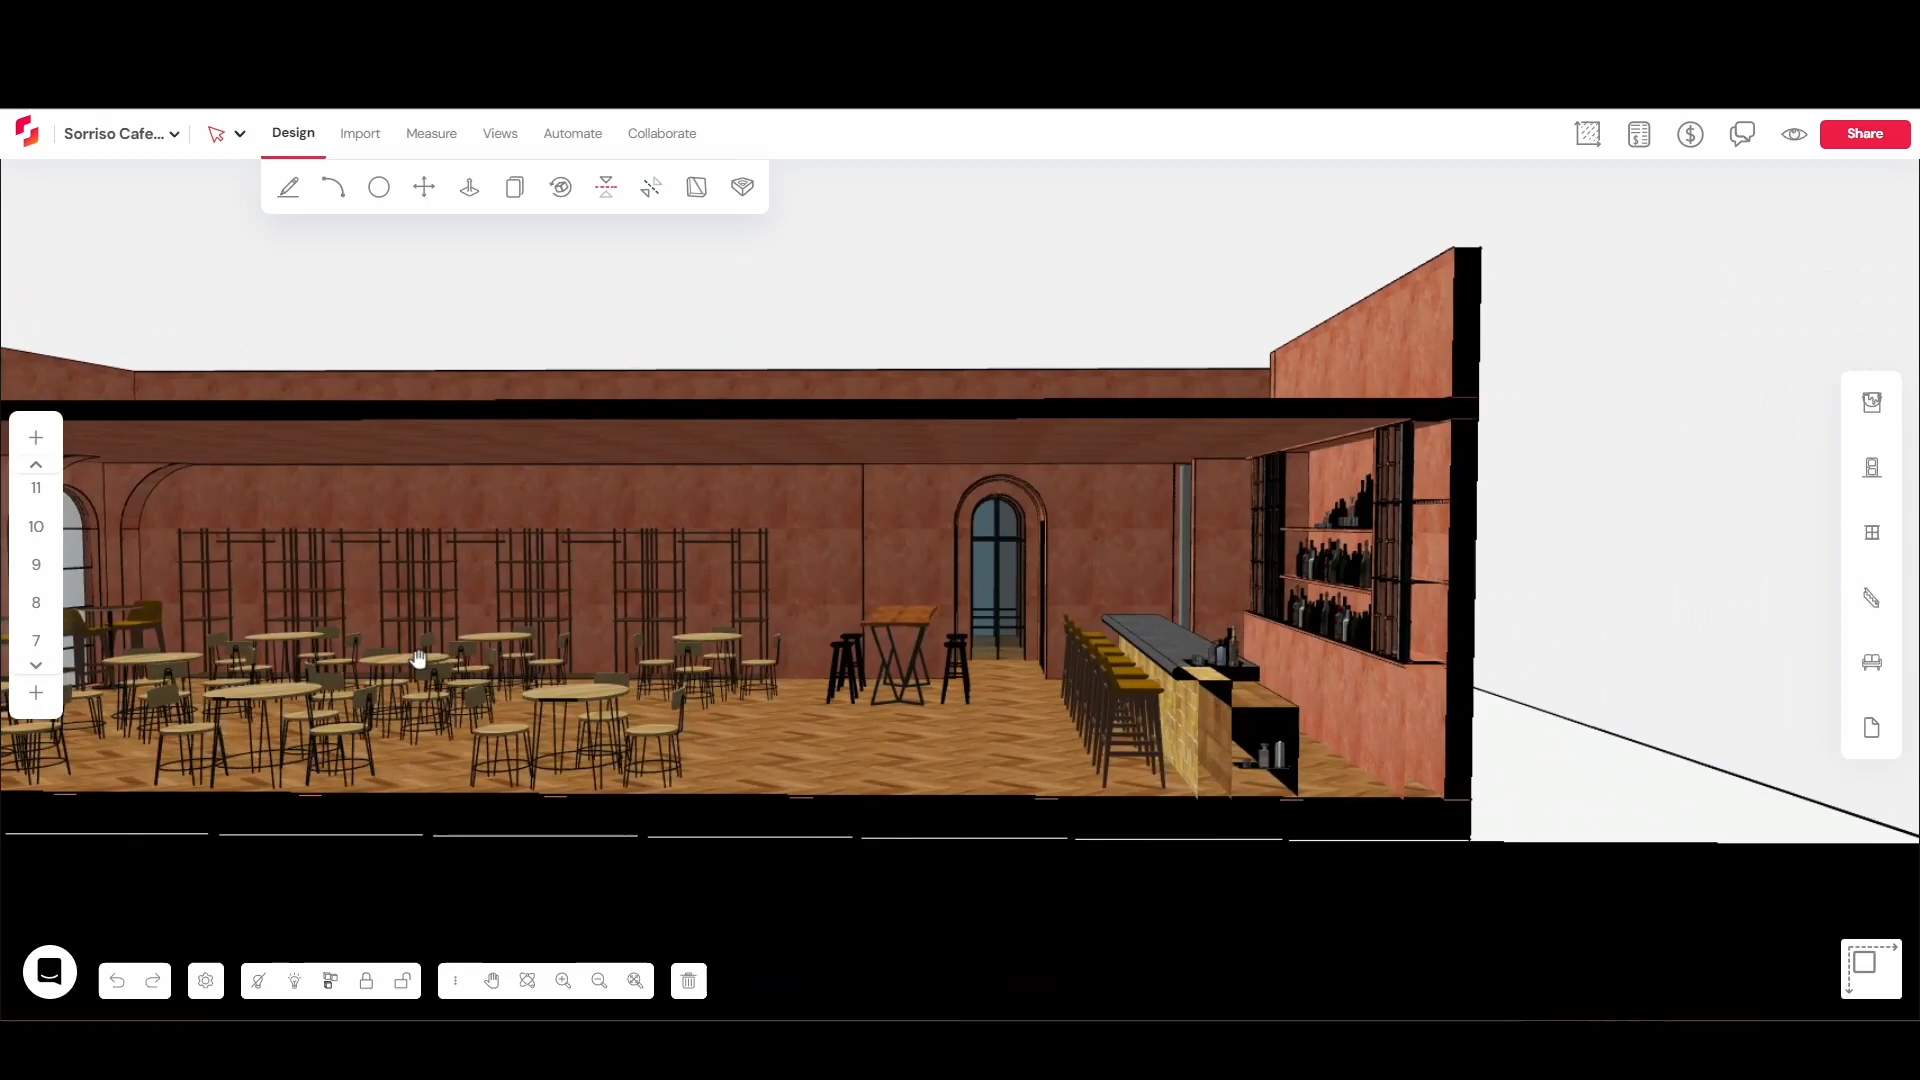 Sorriso Cafe...
Design
Import
Measure
Views
Automate
Collaborate
Share
11
10
9
8
7